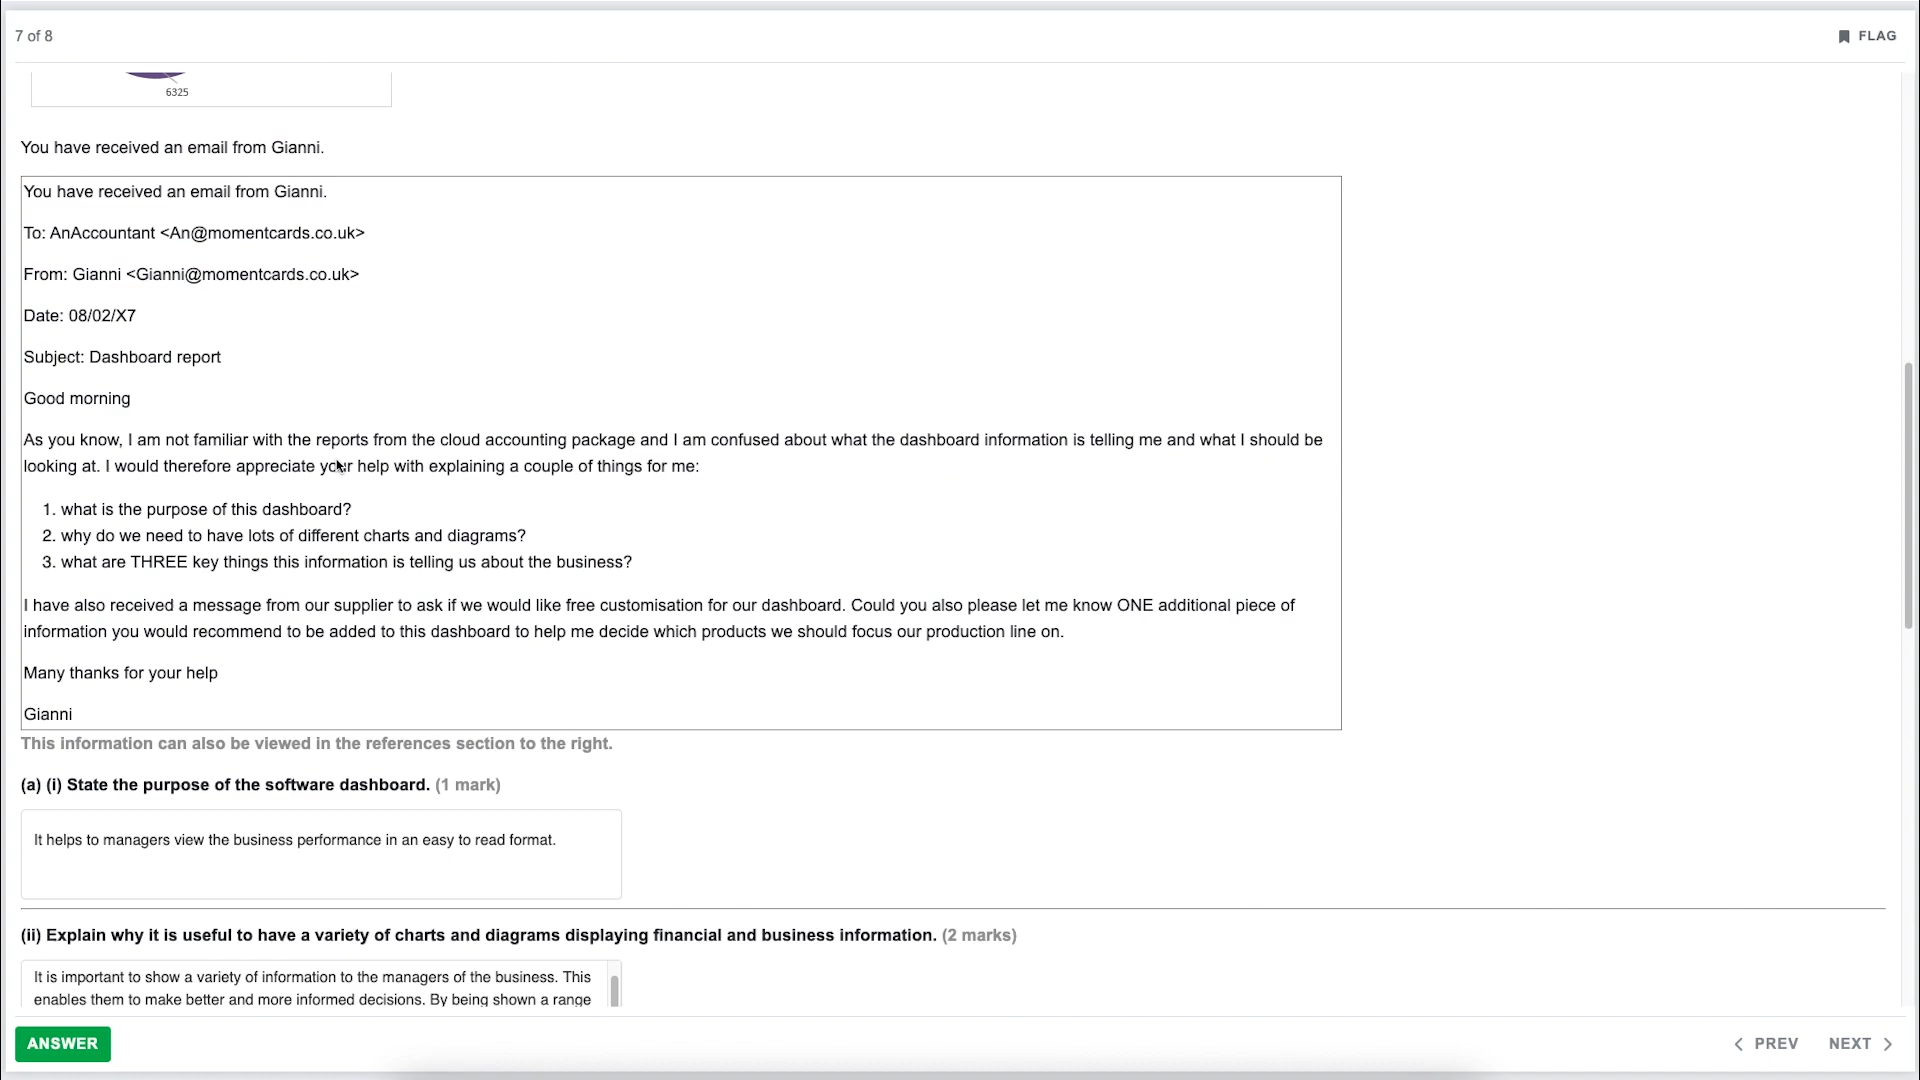 7 of 8
FLAG
6325
You have received an email from Gianni.
You have received an email from Gianni.
To: AnAccountant <An@momentcards.co.uk>
From: Gianni <Gianni@momentcards.co.uk>
Date: 08/02/X7
Subject: Dashboard report
Good morning
As you know, I am not familiar with the reports from the cloud accounting package and I am confused about what the dashboard information is telling me and what I should be
looking at. I would therefore appreciate your help with explaining a couple of things for me:
1. what is the purpose of this dashboard?
2. why do we need to have lots of different charts and diagrams?
3. what are THREE key things this information is telling us about the business?
I have also received a message from our supplier to ask if we would like free customisation for our dashboard. Could you also please let me know ONE additional piece of
information you would recommend to be added to this dashboard to help me decide which products we should focus our production line on.
Many thanks for your help
Gianni
This information can also be viewed in the references section to the right.
(a) (i) State the purpose of the software dashboard. (1 mark)
It helps to managers view the business performance in an easy to read format.
(ii) Explain why it is useful to have a variety of charts and diagrams displaying financial and business information. (2 marks)
It is important to show a variety of information to the managers of the business. This
enables them to make better and more informed decisions. By being shown a range
ANSWER
PREV
NEXT